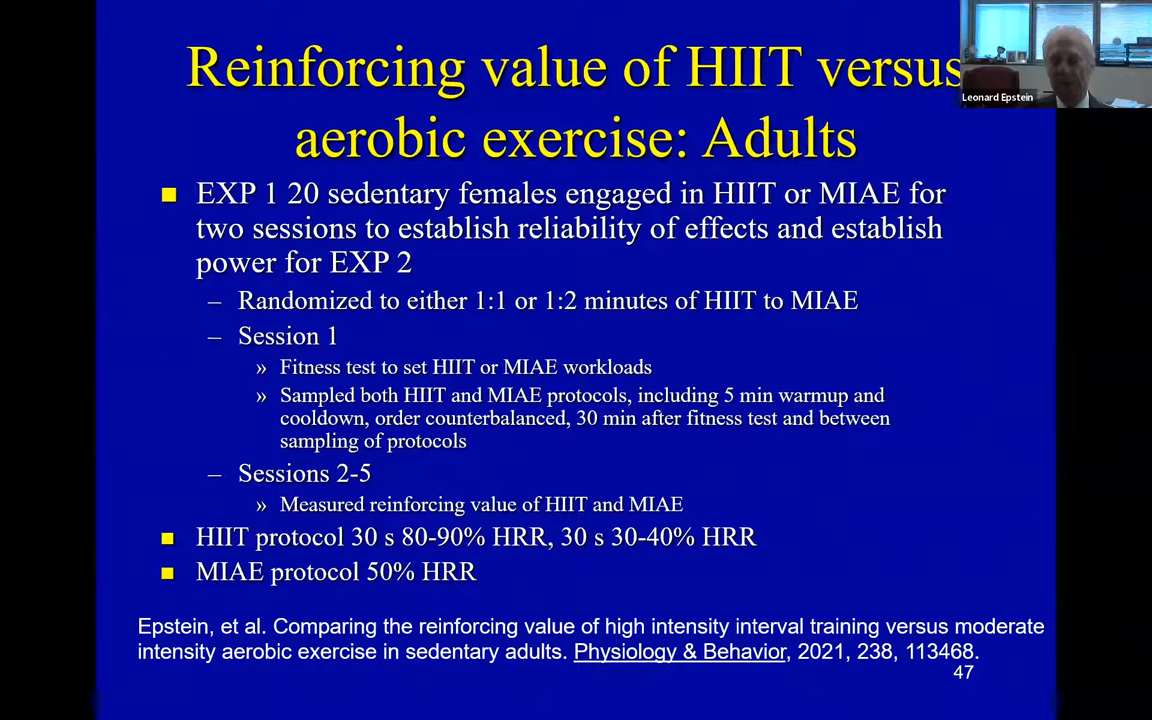 Reinforcing value of HIIT versus
Leonard Epstein
aerobic exercise: Adults
EXP 1 20 sedentary females engaged in HIIT or MIAE for
two sessions to establish reliability of effects and establish
power for EXP 2
– Randomized to either 1:1 or 1:2 minutes of HIIT to MIAE
– Session 1
» Fitness test to set HIIT or MIAE workloads
» Sampled both HIIT and MIAE protocols, including 5 min warmup and
cooldown, order counterbalanced, 30 min after fitness test and between
sampling of protocols
– Sessions 2-5
» Measured reinforcing value of HIIT and MIAE
HIIT protocol 30 s 80-90% HRR, 30 s 30-40% HRR
MIAE protocol 50% HRR
Epstein, et al. Comparing the reinforcing value of high intensity interval training versus moderate
intensity aerobic exercise in sedentary adults. Physiology & Behavior, 2021, 238, 113468.
47